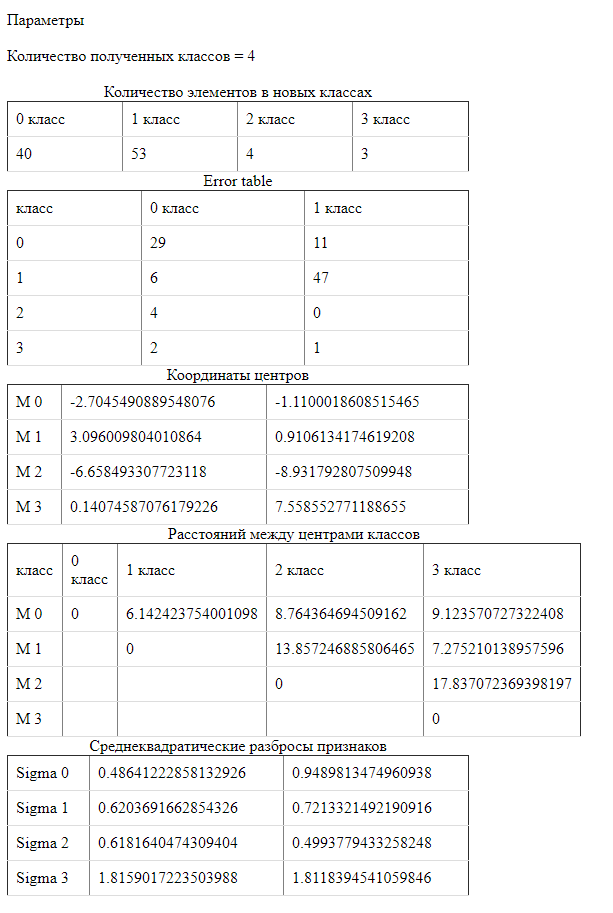 Параметры
Количество полученных классов = 4
Количество элементов в новых классах
0 класс 1 класс 2 класс 3 класс
40 53 4 3
Error table
класс 0 класс 1 класс
0 29 11
1 6 47
2 4 0
3 2 1
Координаты центров
M 0 -2.7045490889548076 -1.1100018608515465
M 1 3.096009804010864 0.9106134174619208
M 2 -6.658493307723118 -8.931792807509948
M 3 0.14074587076179226 7.558552771188655
Расстояний между центрами классов
класс 0 класс 1 класс 2 класс 3 класс
M 0 0 6.142423754001098 8.764364694509162 9.123570727322408
M 1 0 13.857246885806465 7.275210138957596
M 2 0 17.837072369398197
M 3 0
Среднеквадратические разбросы признаков
Sigma 0 0.48641222858132926 0.9489813474960938
Sigma 1 0.6203691662854326 0.7213321492190916
Sigma 2 0.6181640474309404 0.4993779433258248
Sigma 3 1.8159017223503988 1.8118394541059846